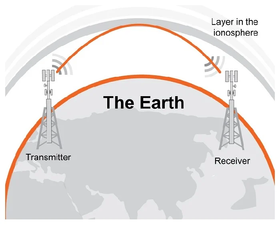 Layer in the
ionosphere
The Earth
Transmitter
Receiver